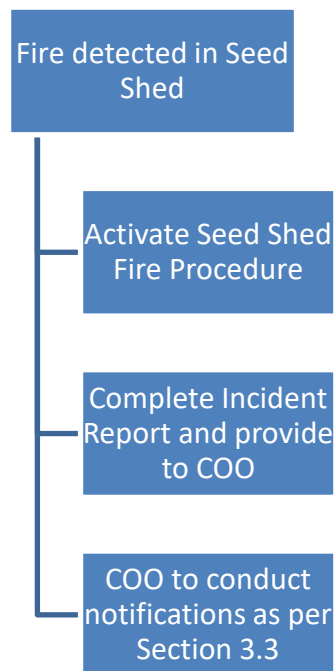 Fire detected in Seed
Shed
Activate Seed Shed
Fire Procedure
Complete Incident
Report and provide
to COO
COO to conduct
notifications as per
Section 3.3